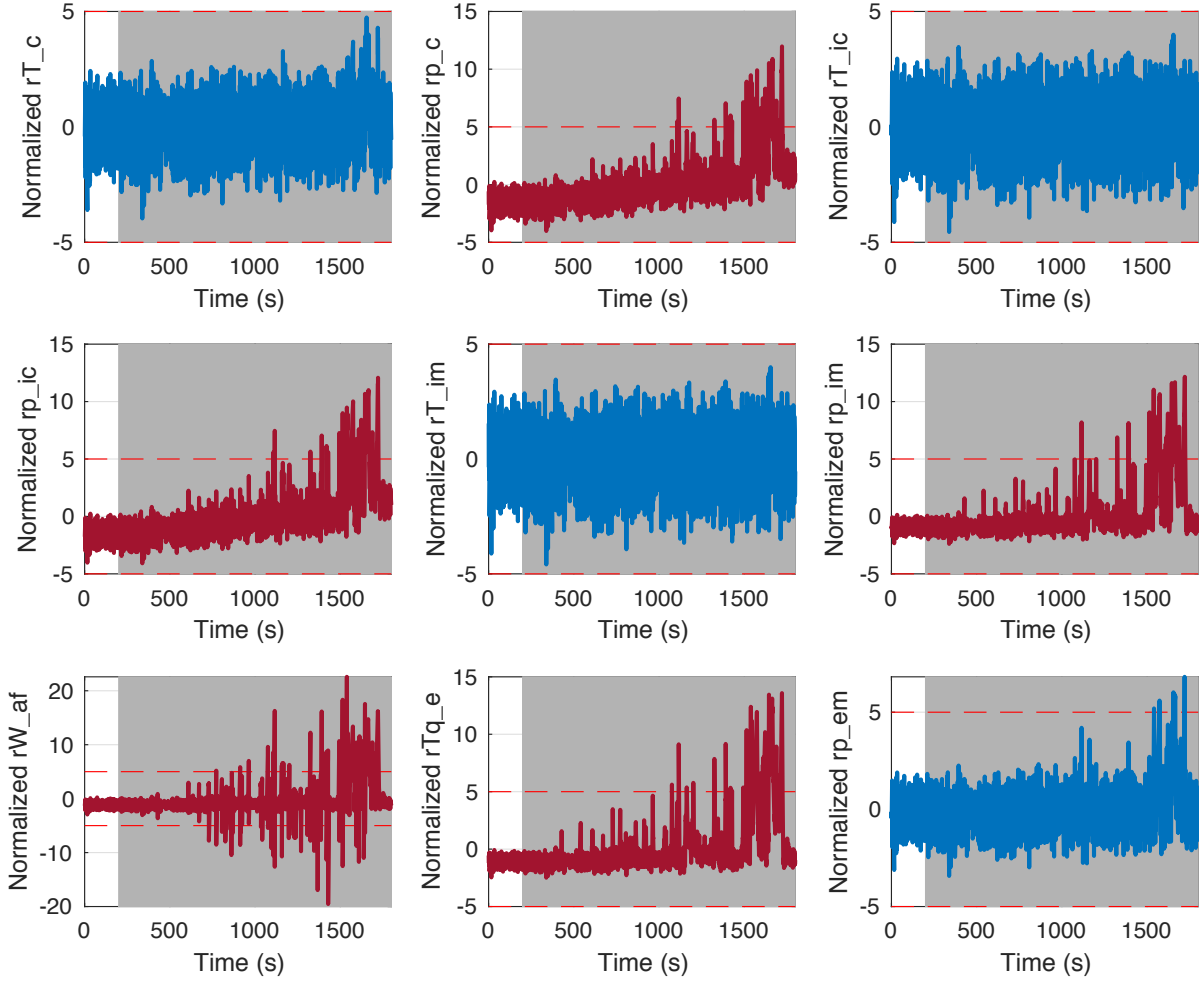 Normalized rT_c
5
0
-5
0 500 1000 1500
Time (s)
Normalized rp_c
15
10
5
0
-5
0 500 1000 1500
Time (s)
Normalized rT_ic
5
0
-5
0 500 1000 1500
Time (s)
Normalized rp_ic
15
10
5
0
-5
0 500 1000 1500
Time (s)
Normalized rT_im
5
0
-5
0 500 1000 1500
Time (s)
Normalized rp_im
15
10
5
0
-5
0 500 1000 1500
Time (s)
Normalized rW_af
20
10
0
-10
-20
0 500 1000 1500
Time (s)
Normalized rTq_e
15
10
5
0
-5
0 500 1000 1500
Time (s)
Normalized rp_em
5
0
-5
0 500 1000 1500
Time (s)